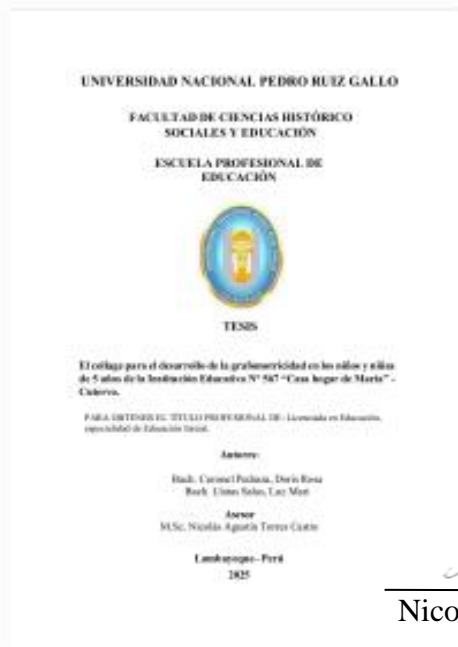 UNIVERSIDAD NACIONAL PEDRO RUIZ GALLO
FACULTAD DE CIENCIAS HISTÓRICO
SOCIALES Y EDUCACIÓN
ESCUELA PROFESIONAL DE
EDUCACIÓN
TESIS
El collage para el desarrollo de la grafomotricidad en los niños y niñas
de 5 años de la Institución Educativa N° 567 “Casa hogar de María” -
Cutervo.
PARA OBTENER EL TÍTULO PROFESIONAL DE: Licenciada en Educación,
especialidad de Educación Inicial.
Autores:
Bach. Coronel Pedraza, Doris Rosa
Bach. Salas, Luz Mari
Asesor
M.Sc. Nicolás Agustín Torres Castro
Lambayeque- Perú
2025
Nico